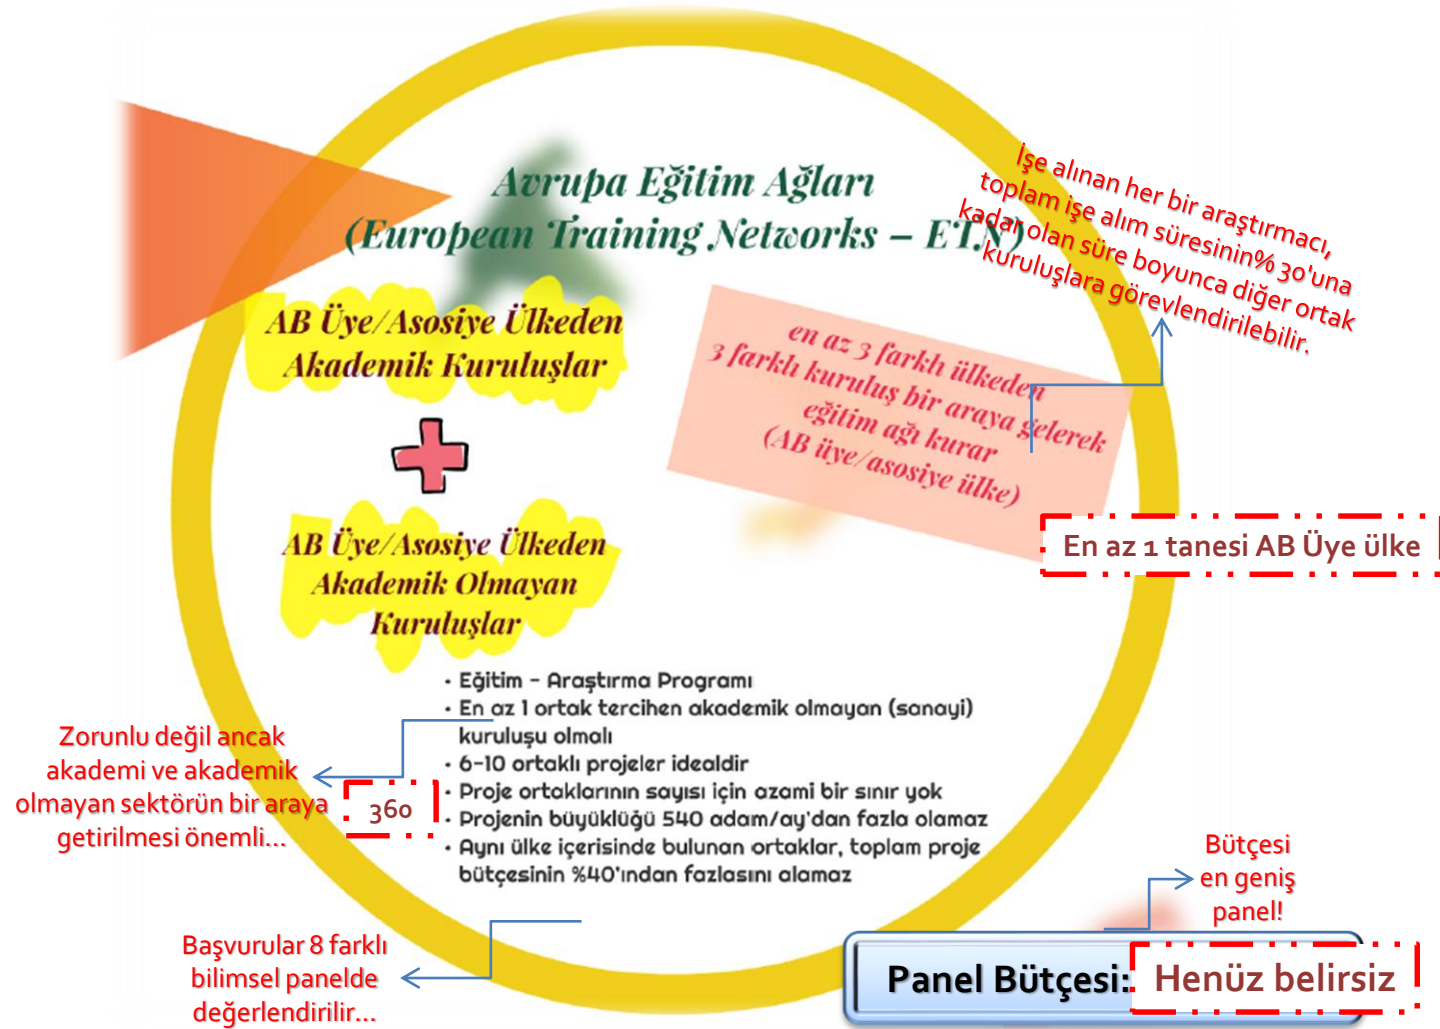 Avrupa Eğitim Ağları
(European Training Networks – ETN)
İşe alınan her bir araştırmacı,
toplam işe alım süresinin% 30'una
kadar olan süre boyunca diğer ortak
kuruluşlara görevlendirilebilir.
AB Üye/Asosiye Ülkeden
Akademik Kuruluşlar
en az 3 farklı ülkeden
3 farklı kuruluş bir araya gelerek
eğitim ağı kurar
(AB üye/asosiye ülke)
En az 1 tanesi AB Üye ülke
AB Üye/Asosiye Ülkeden
Akademik Olmayan
Kuruluşlar
• Eğitim - Araştırma Programı
• En az 1 ortak tercihen akademik olmayan (sanayi)
kuruluşu olmalı
• 6-10 ortaklı projeler idealdir
• Proje ortaklarının sayısı için azami bir sınır yok
• Projenin büyüklüğü 540 adam/ay'dan fazla olamaz
• Aynı ülke içerisinde bulunan ortaklar, toplam proje
bütçesinin %40'ından fazlasını alamaz
Zorunlu değil ancak
akademi ve akademik
olmayan sektörün bir araya
getirilmesi önemli...
360
Bütçesi
en geniş
panel!
Başvurular 8 farklı
bilimsel panelde
değerlendirilir...
Panel Bütçesi: Henüz belirsiz